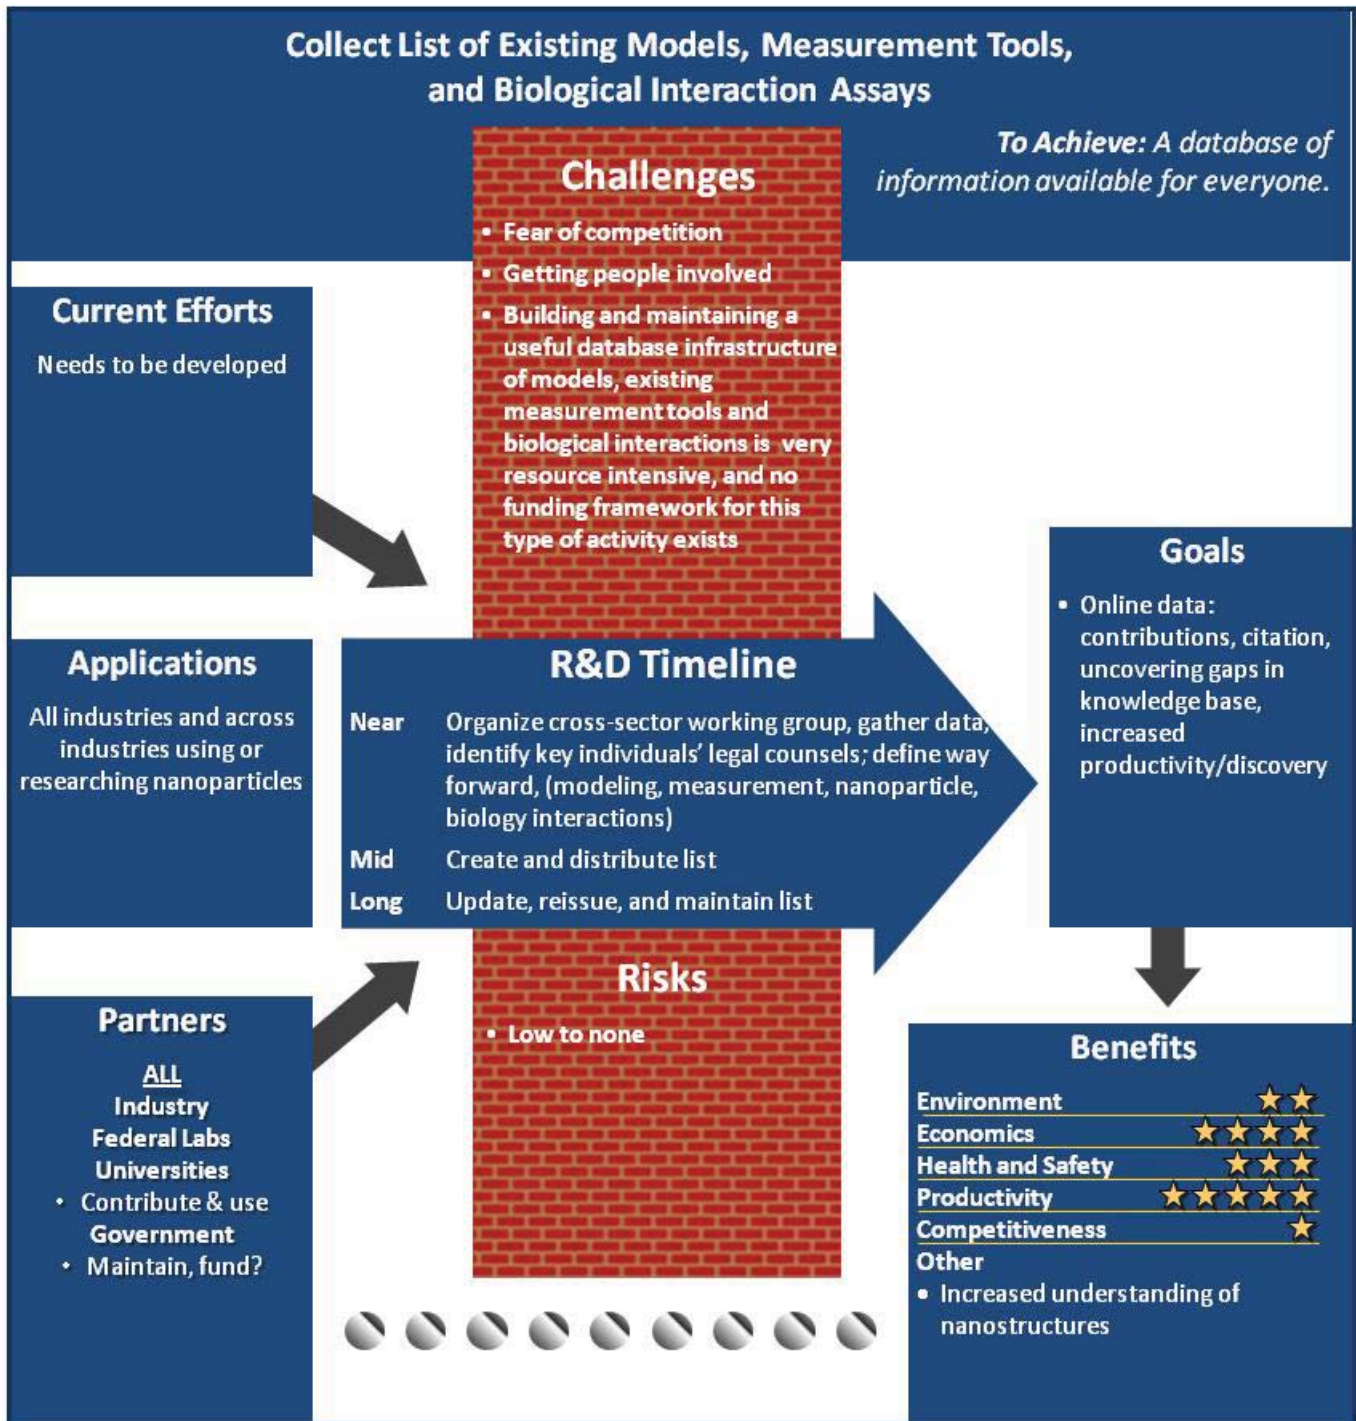 Collect List of Existing Models, Measurement Tools,
and Biological Interaction Assays
To Achieve: A database of
information available for everyone.
Challenges
• Fear of competition
• Getting people involved
• Building and maintaining a
useful database infrastructure
of models, existing
measurement tools and
biological interactions is very
resource intensive, and no
funding framework for this
type of activity exists
Current Efforts
Needs to be developed
Applications
All industries and across
industries using or
researching nanoparticles
Partners
ALL
Industry
Federal Labs
Universities
• Contribute & use
Government
• Maintain, fund?
R&D Timeline
Near Organize cross-sector working group, gather data,
identify key individuals' legal counsels; define way
forward, (modeling, measurement, nanoparticle,
biology interactions)
Mid Create and distribute list
Long Update, reissue, and maintain list
Risks
• Low to none
Goals
• Online data:
contributions, citation,
uncovering gaps in
knowledge base,
increased
productivity/discovery
Benefits
Environment ★★
Economics ★★★★
Health and Safety ★★★
Productivity ★★★★★
Competitiveness ★
Other
• Increased understanding of
nanostructures